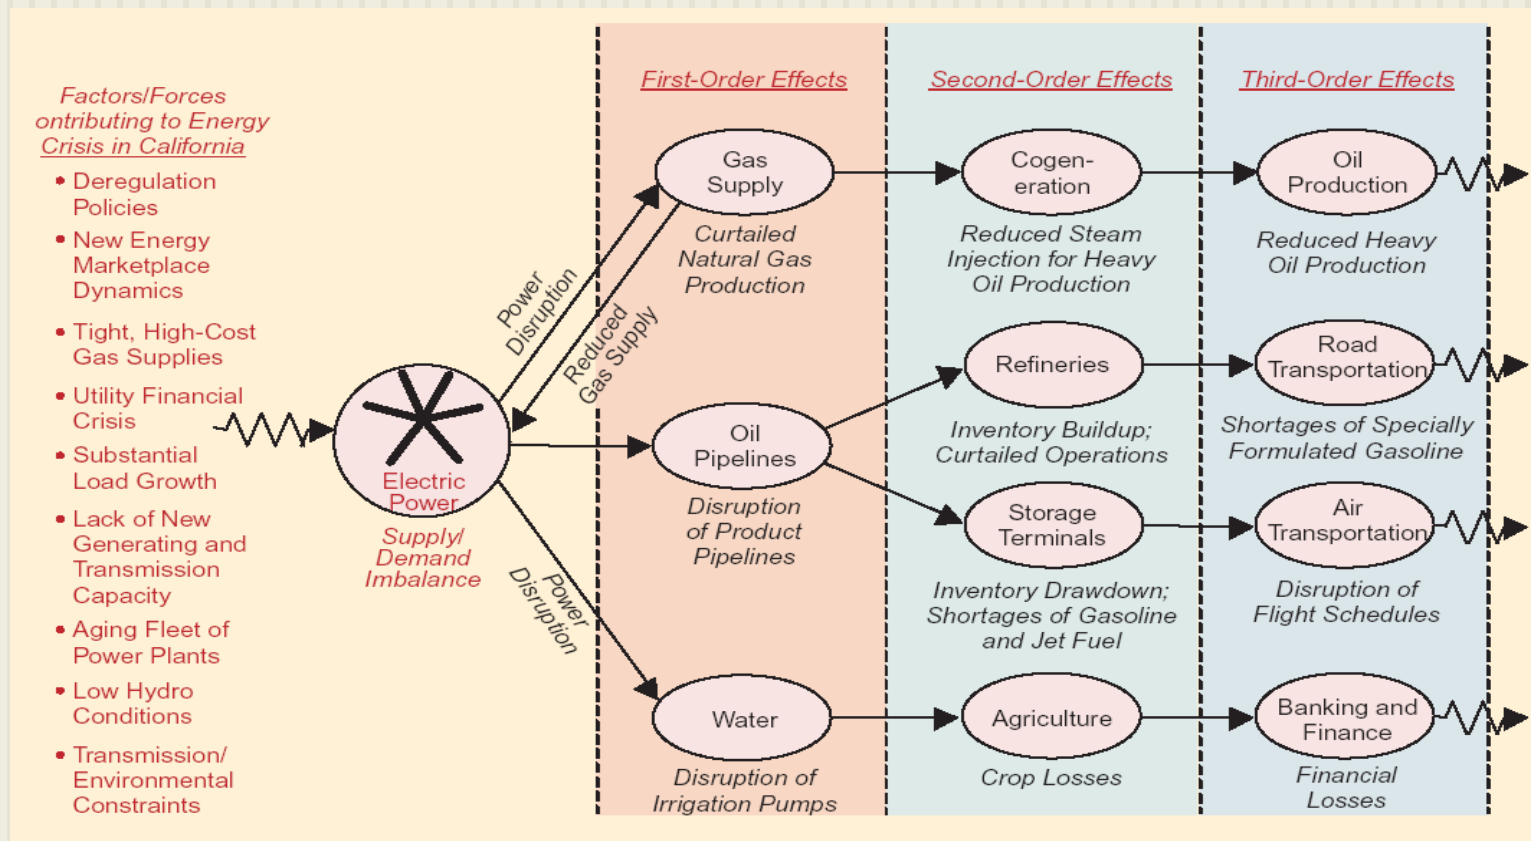 Factors/Forces
ontributing to Energy
Crisis in California
• Deregulation
Policies
• New Energy
Marketplace
Dynamics
• Tight, High-Cost
Gas Supplies
• Utility Financial
Crisis
• Substantial
Load Growth
• Lack of New
Generating and
Transmission
Capacity
• Aging Fleet of
Power Plants
• Low Hydro
Conditions
• Transmission/
Environmental
Constraints
Electric
Power
Supply/
Demand
Imbalance
Power
Disruption
Reduced
Gas Supply
Power
Disruption
First-Order Effects
Gas
Supply
Curtailed
Natural Gas
Production
Oil
Pipelines
Disruption
of Product
Pipelines
Water
Disruption of
Irrigation Pumps
Second-Order Effects
Cogen-
eration
Reduced Steam
Injection for Heavy
Oil Production
Refineries
Inventory Buildup;
Curtailed Operations
Storage
Terminals
Inventory Drawdown;
Shortages of Gasoline
and Jet Fuel
Agriculture
Crop Losses
Third-Order Effects
Oil
Production
Reduced Heavy
Oil Production
Road
Transportation
Shortages of Specially
Formulated Gasoline
Air
Transportation
Disruption of
Flight Schedules
Banking and
Finance
Financial
Losses